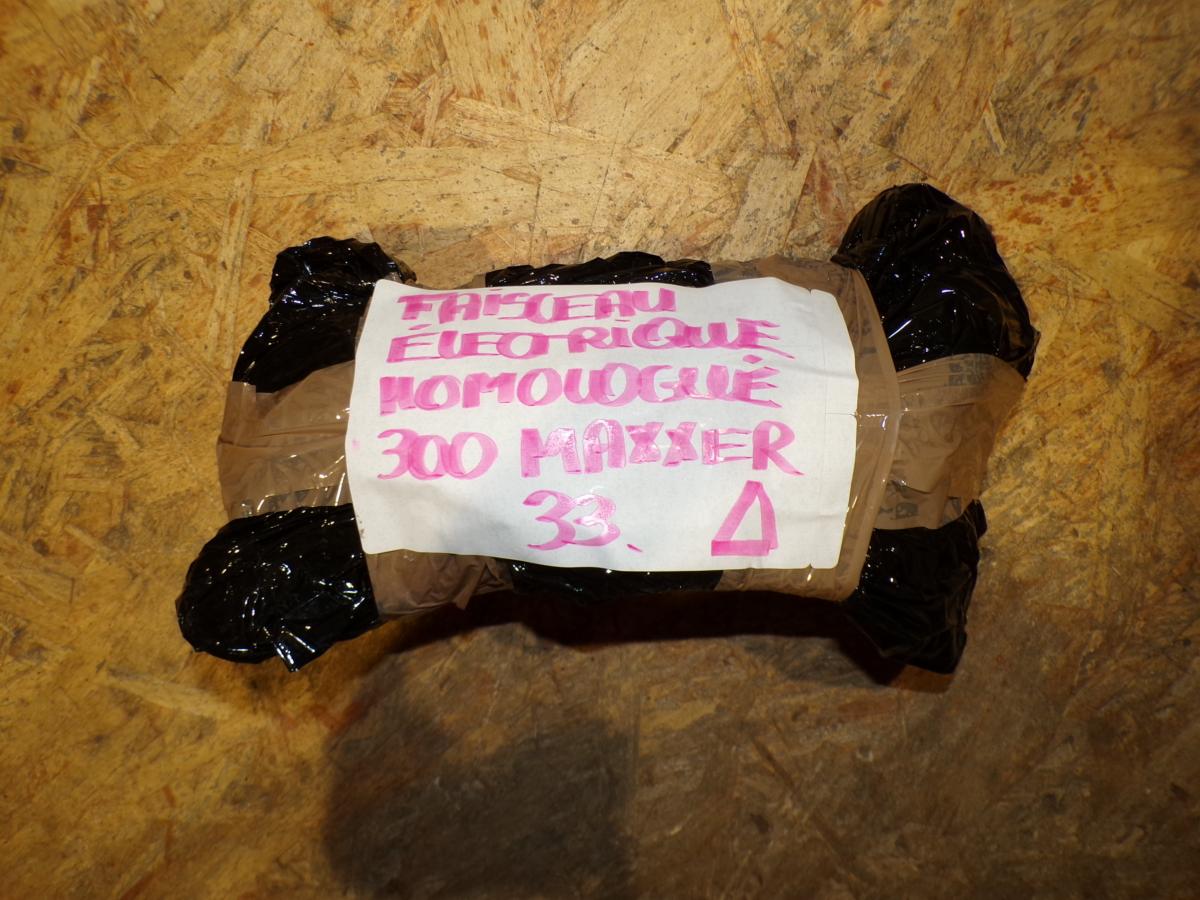 FAISCEAU
ÉLECTRIQUE
HOMOLOGUÉ
300 MAXXER
33. Δ